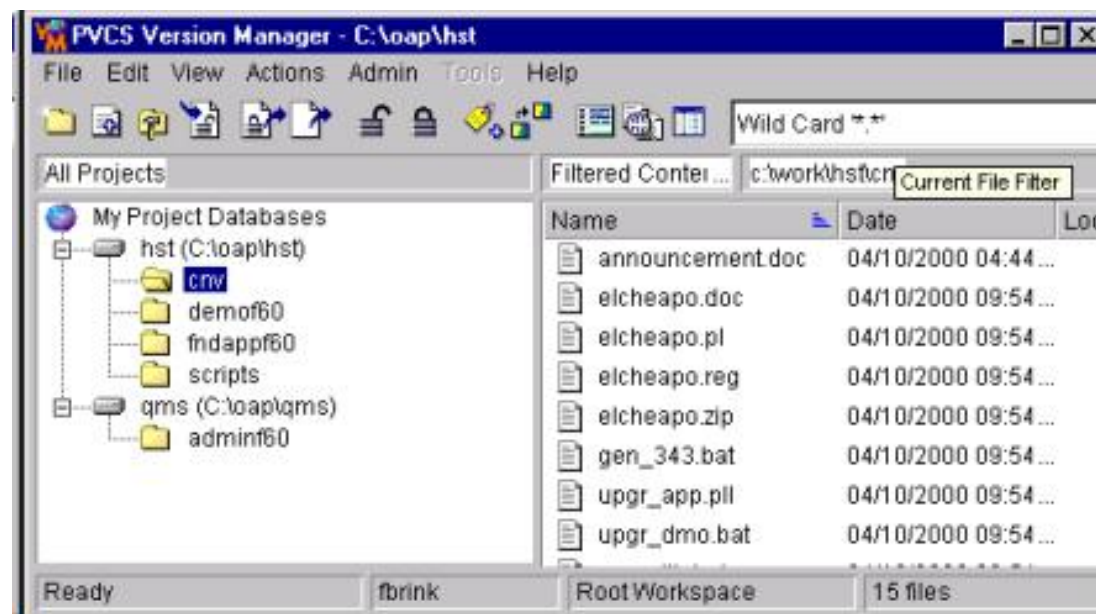 PVCS Version Manager - C:\oap\hst
File Edit View Actions Admin Tools Help
Wild Card "*.*"
All Projects
Filtered Conter... c:\work\hst\cn
Current File Filter
My Project Databases
hst (C:\oap\hst)
cnv
demof60
fndappf60
scripts
qms (C:\oap\qms)
adminf60
Name Date Loc
announcement.doc 04/10/2000 04:44...
elcheapo.doc 04/10/2000 09:54...
elcheapo.pl 04/10/2000 09:54...
elcheapo.reg 04/10/2000 09:54...
elcheapo.zip 04/10/2000 09:54...
gen_343.bat 04/10/2000 09:54...
upgr_app.pll 04/10/2000 09:54...
upgr_dmo.bat 04/10/2000 09:54...
Ready fbrink Root Workspace 15 files